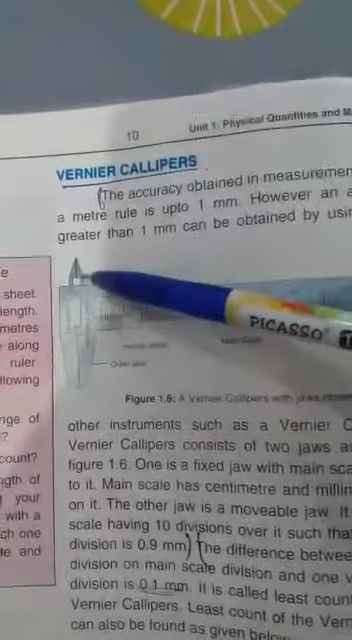 10
Unit 1: Physical Quantities and M
VERNIER CALLIPERS
The accuracy obtained in measuremen
a metre rule is upto 1 mm. However an a
greater than 1 mm can be obtained by usin
PICASSO
Figure 1.6: A Vernier Callipers with jaws closed
other instruments such as a Vernier C
Vernier Callipers consists of two jaws as
figure 1.6. One is a fixed jaw with main sca
to it. Main scale has centimetre and millim
on it. The other jaw is a moveable jaw. It
scale having 10 divisions over it such tha
division is 0.9 mm. The difference betwee
division on main scale division and one v
division is 0.1 mm. It is called least coun
Vernier Callipers. Least count of the Vern
can also be found as given below
e
sheet.
length.
metres
along
ruler
llowing
nge of
?
count?
ngth of
your
with a
ch one
te and